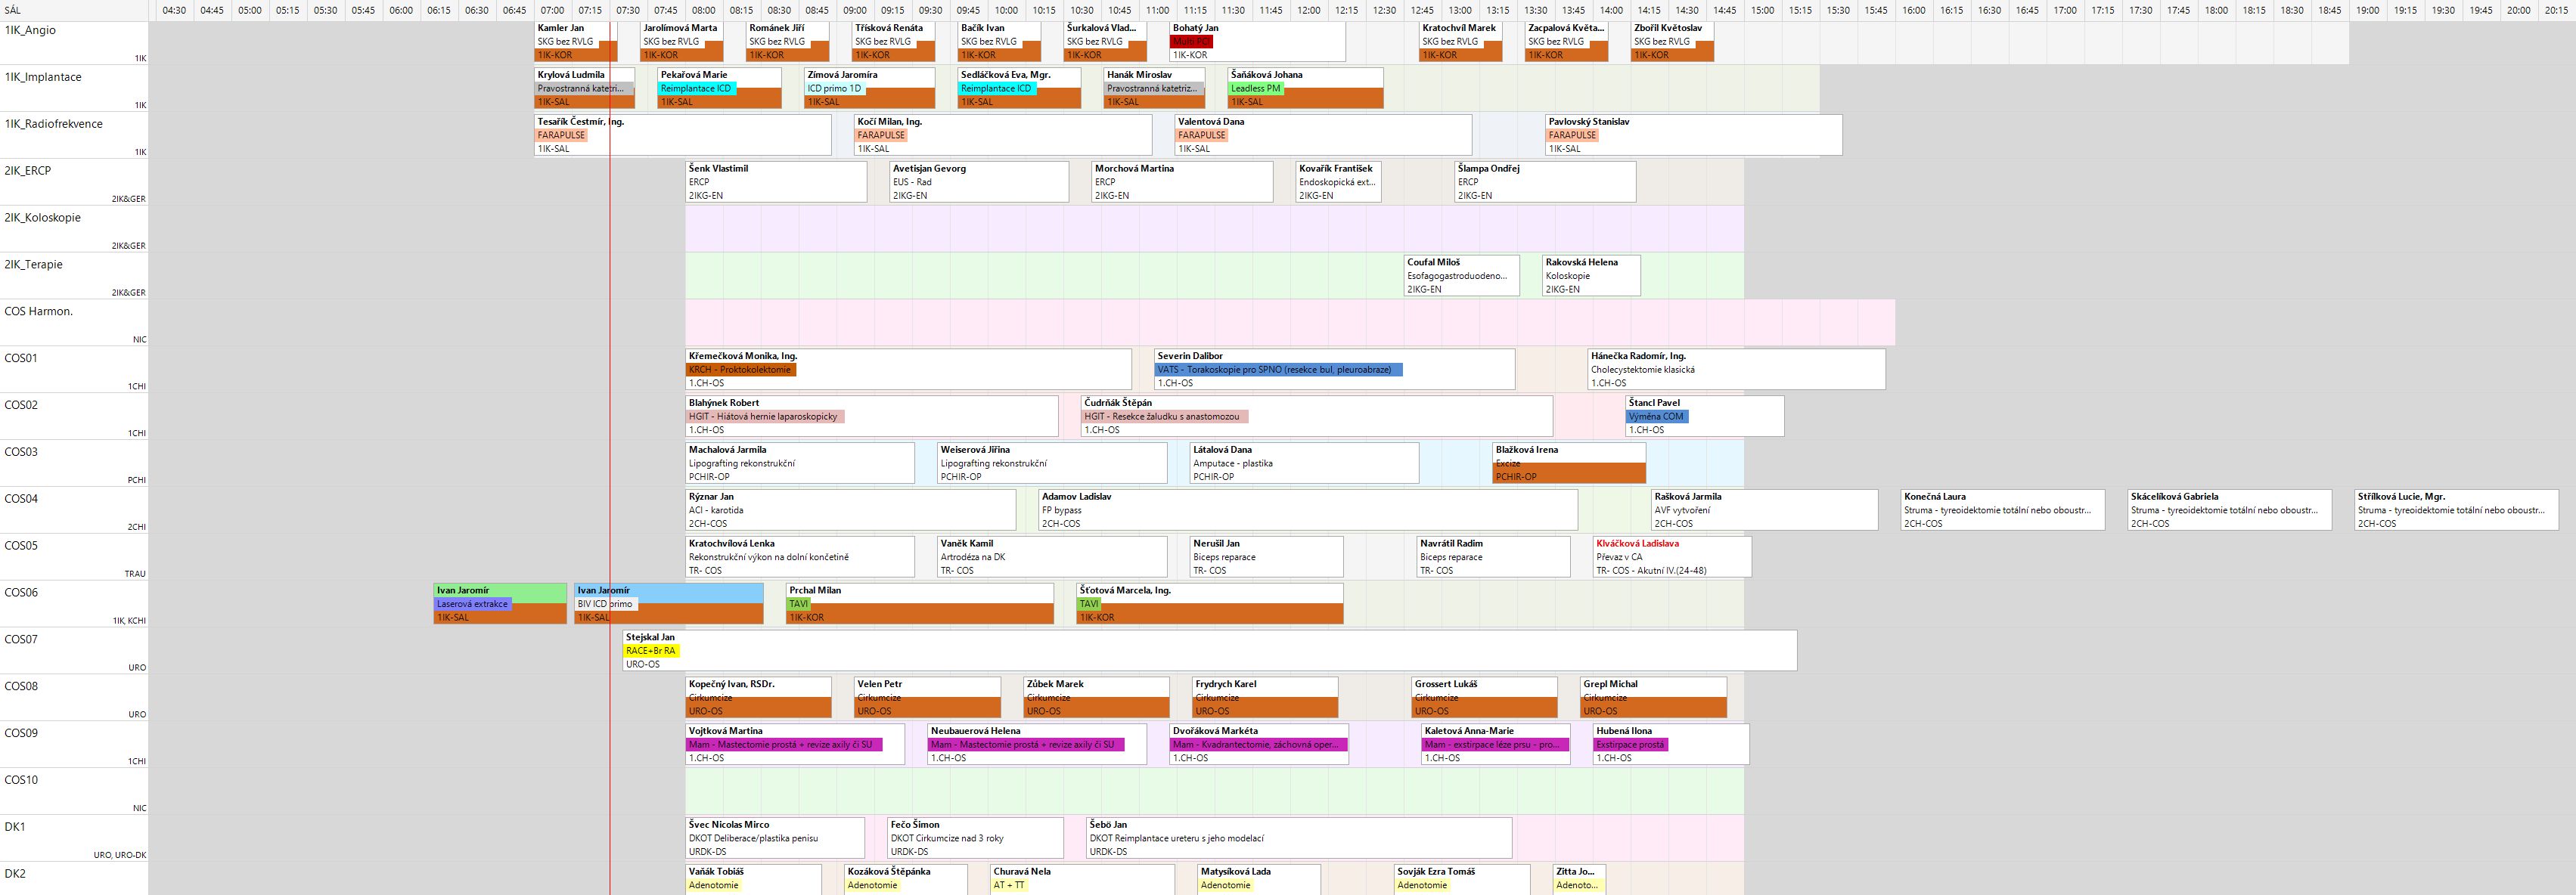 SÁL 04:30 04:45 05:00 05:15 05:30 05:45 06:00 06:15 06:30 06:45 07:00 07:15 07:30 07:45 08:00 08:15 08:30 08:45 09:00 09:15 09:30 09:45 10:00 10:15 10:30 10:45 11:00 11:15 11:30 11:45 12:00 12:15 12:30 12:45 13:00 13:15 13:30 13:45 14:00 14:15 14:30 14:45 15:00 15:15 15:30 15:45 16:00 16:15 16:30 16:45 17:00 17:15 17:30 17:45 18:00 18:15 18:30 18:45 19:00 19:15 19:30 19:45 20:00 20:15
1IK_Angio Kamler Jan Jarolímová Marta Románek Jiří Třísková Renáta Bačík Ivan Šurkalová Vlad... Bohatý Jan Kratochvíl Marek Zacpalová Květa... Zbořil Květoslav
SKG bez RVLG SKG bez RVLG SKG bez RVLG SKG bez RVLG SKG bez RVLG SKG bez RVLG Multi PCI SKG bez RVLG SKG bez RVLG SKG bez RVLG
1IK 1IK-KOR 1IK-KOR 1IK-KOR 1IK-KOR 1IK-KOR 1IK-KOR 1IK-KOR 1IK-KOR 1IK-KOR 1IK-KOR
1IK_Implantace Krylová Ludmila Pekařová Marie Zímová Jaromíra Sedláčková Eva, Mgr. Hanák Miroslav Šaňáková Johana
Pravostranná katetri... Reimplantace ICD ICD primo 1D Reimplantace ICD Pravostranná katetriz... Leadless PM
1IK 1IK-SAL 1IK-SAL 1IK-SAL 1IK-SAL 1IK-SAL 1IK-SAL
1IK_Radiofrekvence Tesařík Čestmír, Ing. Kočí Milan, Ing. Valentová Dana Pavlovský Stanislav
FARAPULSE FARAPULSE FARAPULSE FARAPULSE
1IK 1IK-SAL 1IK-SAL 1IK-SAL 1IK-SAL
2IK_ERCP Šenk Vlastimil Avetisjan Gevorg Morchová Martina Kovařík František Šlampa Ondřej
ERCP EUS - Rad ERCP Endoskopická ext... ERCP
2IK&GER 2IKG-EN 2IKG-EN 2IKG-EN 2IKG-EN 2IKG-EN
2IK_Koloskopie
2IK&GER
2IK_Terapie Coufal Miloš Rakovská Helena
Esofagogastroduodeno... Koloskopie
2IK&GER 2IKG-EN 2IKG-EN
COS Harmon.
NIC
COS01 Křemečková Monika, Ing. Severin Dalibor Hánečka Radomír, Ing.
KRCH - Proktokolektomie VATS - Torakoskopie pro SPNO (resekce bul, pleuroabraze) Cholecystektomie klasická
1CHI 1.CH-OS 1.CH-OS 1.CH-OS
COS02 Blahýnek Robert Čudrňák Štěpán Štancl Pavel
HGIT - Hiátová hernie laparoskopicky HGIT - Resekce žaludku s anastomozou Výměna COM
1CHI 1.CH-OS 1.CH-OS 1.CH-OS
COS03 Machalová Jarmila Weiserová Jiřina Látalová Dana Blažková Irena
Lipografting rekonstrukční Lipografting rekonstrukční Amputace - plastika Excize
PCHI PCHIR-OP PCHIR-OP PCHIR-OP PCHIR-OP
COS04 Rýznar Jan Adamov Ladislav Rašková Jarmila Konečná Laura Skácelíková Gabriela Střílková Lucie, Mgr.
ACI - karotida FP bypass AVF vytvoření Struma - tyreoidektomie totální nebo oboustr... Struma - tyreoidektomie totální nebo oboustr... Struma - tyreoidektomie totální nebo oboustr...
2CHI 2CH-COS 2CH-COS 2CH-COS 2CH-COS 2CH-COS 2CH-COS
COS05 Kratochvílová Lenka Vaněk Kamil Nerušil Jan Navrátil Radim Klváčková Ladislava
Rekonstrukční výkon na dolní končetině Artrodéza na DK Biceps reparace Biceps reparace Převaz v CA
TRAU TR- COS TR- COS TR- COS TR- COS TR- COS - Akutní IV.(24-48)
COS06 Ivan Jaromír Ivan Jaromír Prchal Milan Šťotová Marcela, Ing.
Laserová extrakce BIV ICD primo TAVI TAVI
1IK, KCHI 1IK-SAL 1IK-SAL 1IK-KOR 1IK-KOR
COS07 Stejskal Jan
RACE+Br RA
URO URO-OS
COS08 Kopečný Ivan, RSDr. Velen Petr Zůbek Marek Frydrych Karel Grossert Lukáš Grepl Michal
Cirkumcize Cirkumcize Cirkumcize Cirkumcize Cirkumcize Cirkumcize
URO URO-OS URO-OS URO-OS URO-OS URO-OS URO-OS
COS09 Vojtková Martina Neubauerová Helena Dvořáková Markéta Kaletová Anna-Marie Hubená Ilona
Mam - Mastectomie prostá + revize axily či SU Mam - Mastectomie prostá + revize axily či SU Mam - Kvadrantectomie, záchovná oper... Mam - exstirpace léze prsu - pro... Exstirpace prostá
1CHI 1.CH-OS 1.CH-OS 1.CH-OS 1.CH-OS 1.CH-OS
COS10
NIC
DK1 Švec Nicolas Mirco Fečo Šimon Šebö Jan
DKOT Deliberace/plastika penisu DKOT Cirkumcize nad 3 roky DKOT Reimplantace ureteru s jeho modelací
URO, URO-DK URDK-DS URDK-DS URDK-DS
DK2 Vaňák Tobiáš Kozáková Štěpánka Churavá Nela Matysíková Lada Sovják Ezra Tomáš Zitta Jo...
Adenotomie Adenotomie AT + TT Adenotomie Adenotomie Adenoto...